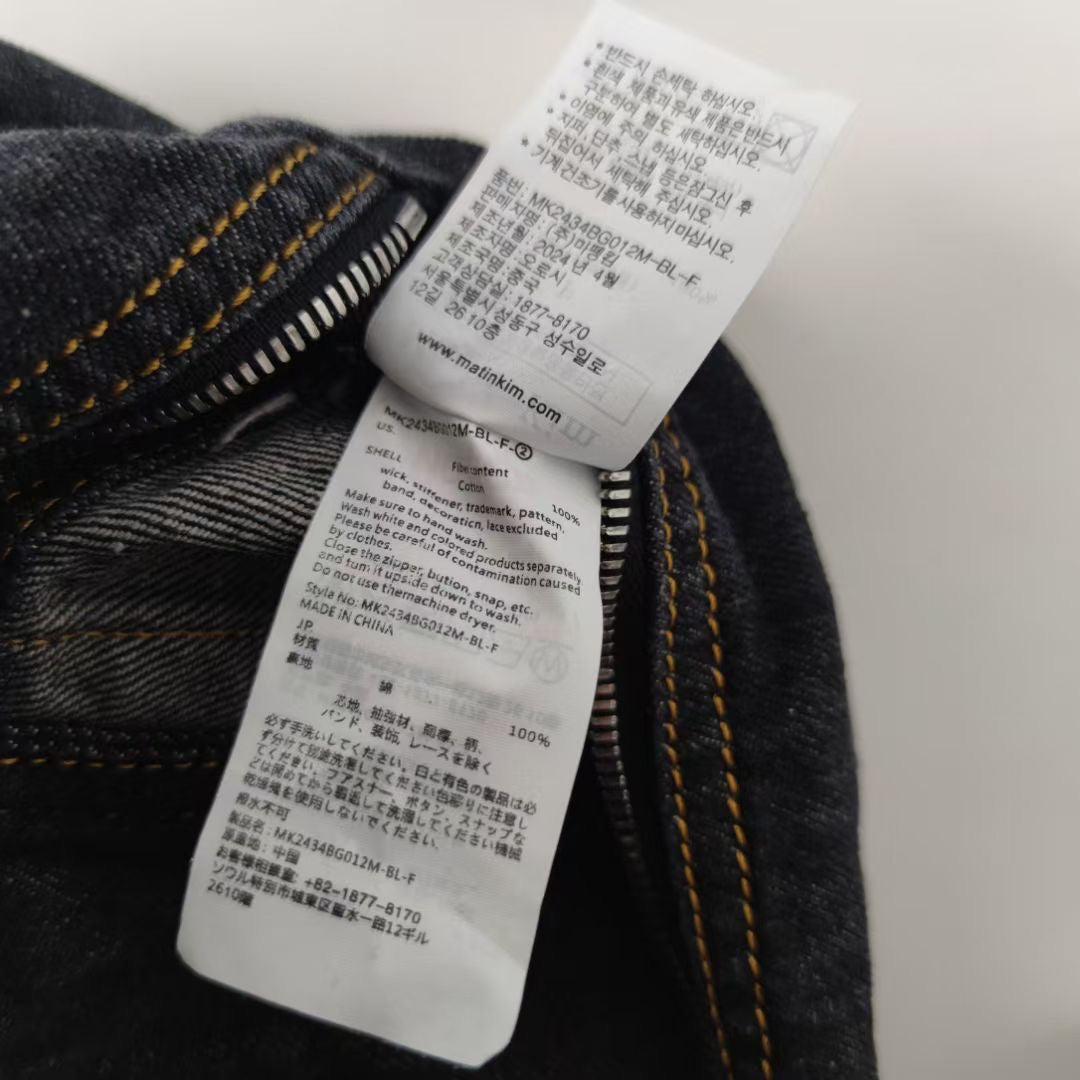 * 반드시 손세탁 하십시오
* 흰색 제품과 유색 제품은 반드시
구분하여 별도 세탁하십시오.
* 이염에 주의 하십시오.
* 지퍼, 단추 스냅 등은 잠그신 후
뒤집어서 세탁해 주십시오.
* 기계건조기를 사용하지마십시오.
품번: MK2434BG012M-BL-F
판매자명: (주)미땡킴
제조년월: 2024년 4월
제조자명: 오로시
제조국명: 중국
고객상담실: 1877-8170
서울특별시 성동구 성수일로
12길 26 10층
www.matinkim.com
MK2434BG012M-BL-F-②
US.
SHELL Fiber content
Cotton 100%
wick, stiffener, trademark, pattern,
band, decoration, lace excluded
Make sure to hand wash.
Wash white and colored products separately.
Please be careful of contamination caused
by clothes.
Close the zipper, bution, snap, etc.
and tum it upside down to wash.
Do not use themachine dryer.
Style No: MK2434BG012M-BL-F
MADE IN CHINA
JP.
材質
裏地 綿 100%
芯地、柄、
バンド、装飾、レースを除く
必ず手洗いしてください。白と有色の製品は必
ず分けて洗濯してください色彩りに注意し
てください。ファスナー、ボタン、スナップな
どは閉めてから裏返して洗濯してください機械
乾燥機を使用しないでください。
撥水不可
製品名: MK2434BG012M-BL-F
原産地: 中国
お客様相談室: +82-1877-8170
ソウル特別市城東区聖水一路12ギル
2610階